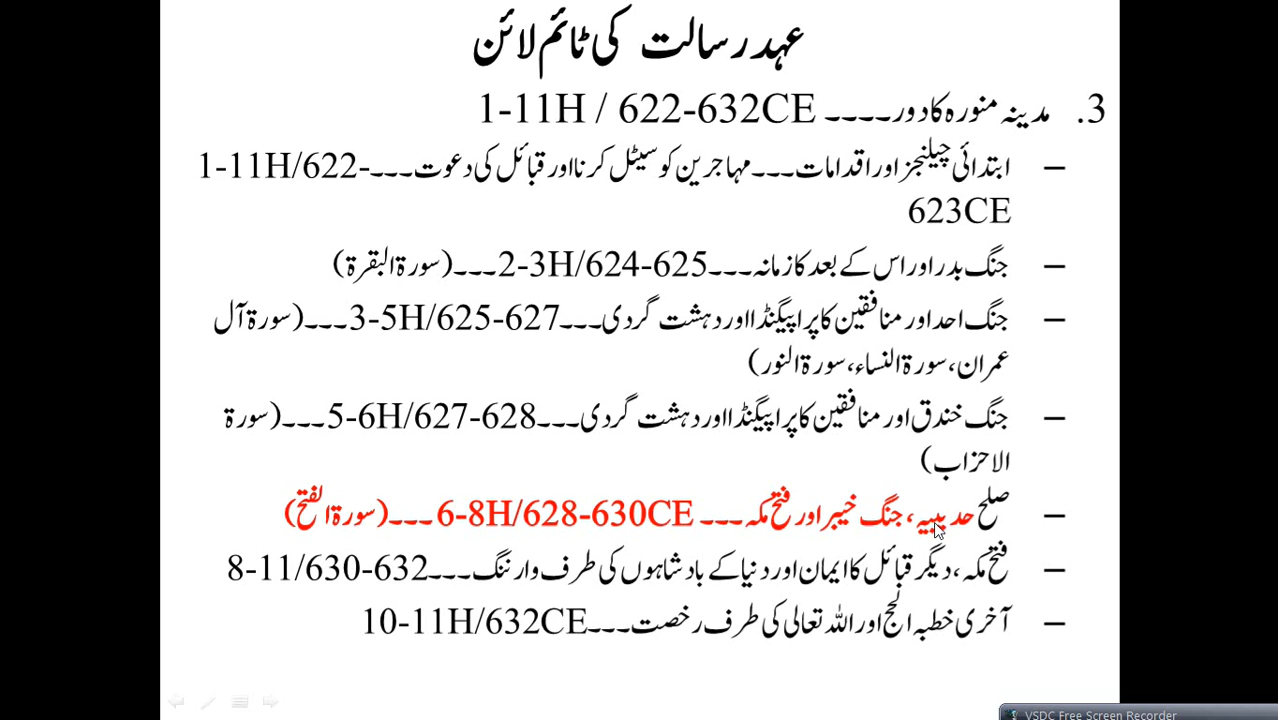 عہد رسالت کی ٹائم لائن
3. مدینہ منورہ کا دور ۔۔۔۔ 1-11H / 622-632CE
– ابتدائی چیلنجز اور اقدامات ۔۔۔ مہاجرین کو سیٹل کرنا اور قبائل کی دعوت ۔۔۔ 1-11H/622-
623CE
– جنگ بدر اور اس کے بعد کا زمانہ ۔۔۔ 2-3H/624-625 ۔۔۔ (سورۃ البقرۃ)
– جنگ احد اور منافقین کا پراپیگنڈا اور دہشت گردی ۔۔۔ 3-5H/625-627 ۔۔۔ (سورۃ آل
عمران، سورۃ النساء، سورۃ النور)
– جنگ خندق اور منافقین کا پراپیگنڈا اور دہشت گردی ۔۔۔ 5-6H/627-628 ۔۔۔ (سورۃ
الاحزاب)
– صلح حدیبیہ، جنگ خیبر اور فتح مکہ ۔۔۔ 6-8H/628-630CE ۔۔۔ (سورۃ الفتح)
– فتح مکہ، دیگر قبائل کا ایمان اور دنیا کے بادشاہوں کی طرف وارننگ ۔۔۔ 8-11/630-632
– آخری خطبہ الحج اور اللہ تعالی کی طرف رخصت ۔۔۔ 10-11H/632CE
VSDC Free Screen Recorder